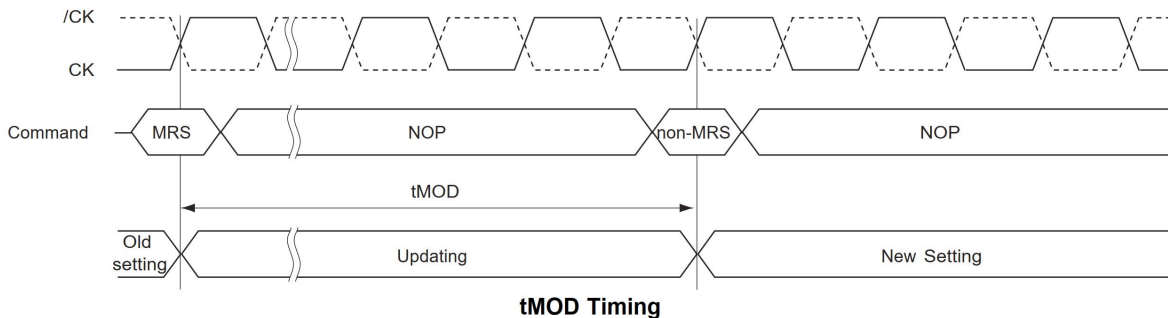 /CK
CK
Command
MRS
NOP
non-MRS
NOP
tMOD
Old
setting
Updating
New Setting
tMOD Timing